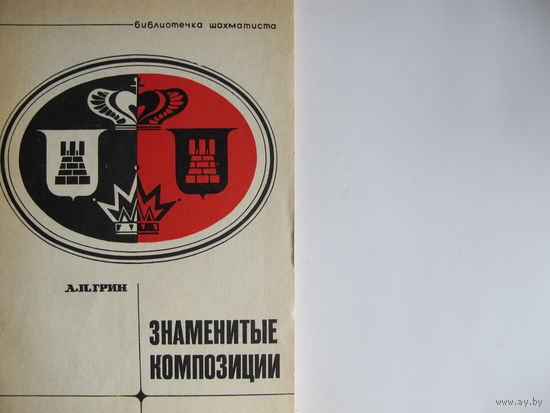 библиотечка шахматиста
А.П.ГРИН
ЗНАМЕНИТЫЕ
КОМПОЗИЦИИ
www.ay.by